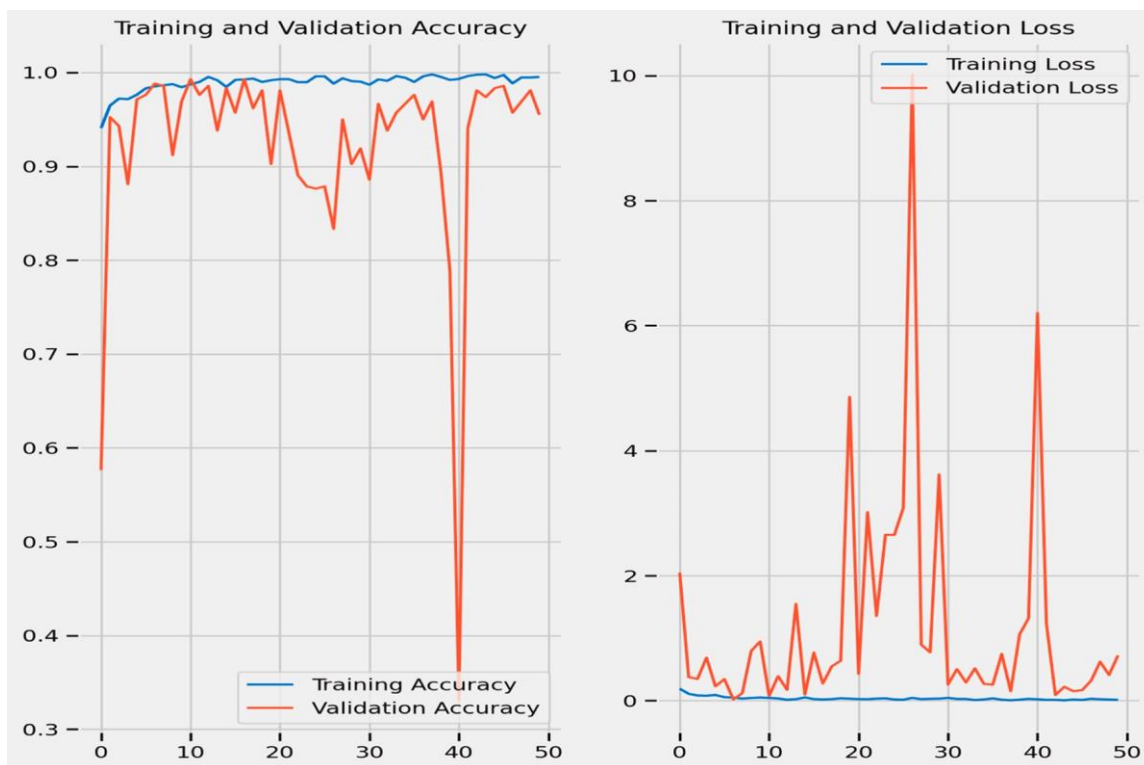 Training and Validation Accuracy
1.0
0.9
0.8
0.7
0.6
0.5
0.4
0.3
Training Accuracy
Validation Accuracy
0 10 20 30 40 50
Training and Validation Loss
Training Loss
Validation Loss
10
8
6
4
2
0
0 10 20 30 40 50